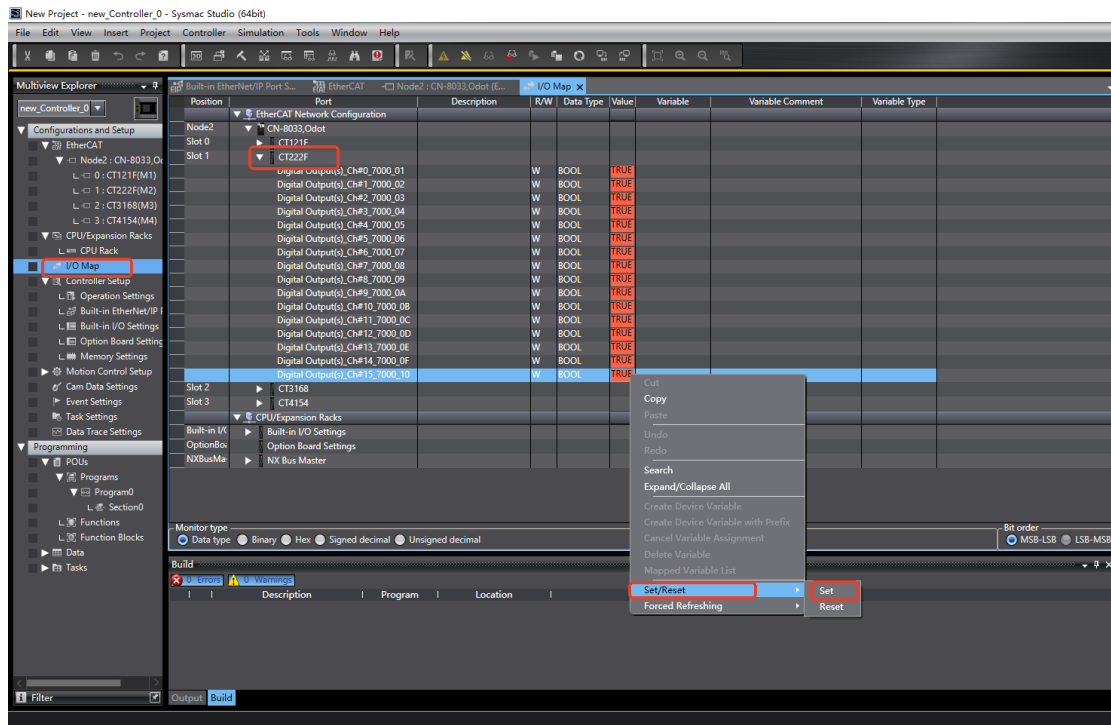 New Project - new_Controller_0 - Sysmac Studio (64bit)
File Edit View Insert Project Controller Simulation Tools Window Help
Multiview Explorer
new_Controller_0
Configurations and Setup
EtherCAT
Node2 : CN-8033,O
0 : CT121F(M1)
1 : CT222F(M2)
2 : CT3168(M3)
3 : CT4154(M4)
CPU/Expansion Racks
CPU Rack
I/O Map
Controller Setup
Operation Settings
Built-in EtherNet/IP
Built-in I/O Settings
Option Board Setting
Memory Settings
Motion Control Setup
Cam Data Settings
Event Settings
Task Settings
Data Trace Settings
Programming
POUs
Programs
Program0
Section0
Functions
Function Blocks
Data
Tasks
Filter
Built-in EtherNet/IP Port S... EtherCAT Node2 : CN-8033,Odot (E... I/O Map
Position Port Description R/W Data Type Value Variable Variable Comment Variable Type
EtherCAT Network Configuration
Node2 CN-8033,Odot
Slot 0 CT121F
Slot 1 CT222F
Digital Output(s)_Ch#0_7000_01 W BOOL TRUE
Digital Output(s)_Ch#1_7000_02 W BOOL TRUE
Digital Output(s)_Ch#2_7000_03 W BOOL TRUE
Digital Output(s)_Ch#3_7000_04 W BOOL TRUE
Digital Output(s)_Ch#4_7000_05 W BOOL TRUE
Digital Output(s)_Ch#5_7000_06 W BOOL TRUE
Digital Output(s)_Ch#6_7000_07 W BOOL TRUE
Digital Output(s)_Ch#7_7000_08 W BOOL TRUE
Digital Output(s)_Ch#8_7000_09 W BOOL TRUE
Digital Output(s)_Ch#9_7000_0A W BOOL TRUE
Digital Output(s)_Ch#10_7000_0B W BOOL TRUE
Digital Output(s)_Ch#11_7000_0C W BOOL TRUE
Digital Output(s)_Ch#12_7000_0D W BOOL TRUE
Digital Output(s)_Ch#13_7000_0E W BOOL TRUE
Digital Output(s)_Ch#14_7000_0F W BOOL TRUE
Digital Output(s)_Ch#15_7000_10 W BOOL TRUE
Slot 2 CT3168
Slot 3 CT4154
CPU/Expansion Racks
Built-in I/ Built-in I/O Settings
OptionBo Option Board Settings
NXBusMa NX Bus Master
Cut
Copy
Paste
Undo
Redo
Search
Expand/Collapse All
Create Device Variable
Create Device Variable with Prefix
Cancel Variable Assignment
Delete Variable
Mapped Variable List
Set/Reset
Forced Refreshing
Set
Reset
Monitor type
Data type Binary Hex Signed decimal Unsigned decimal
Bit order
MSB-LSB LSB-MSB
Build
0 Errors 0 Warnings
Description Program Location
Output Build